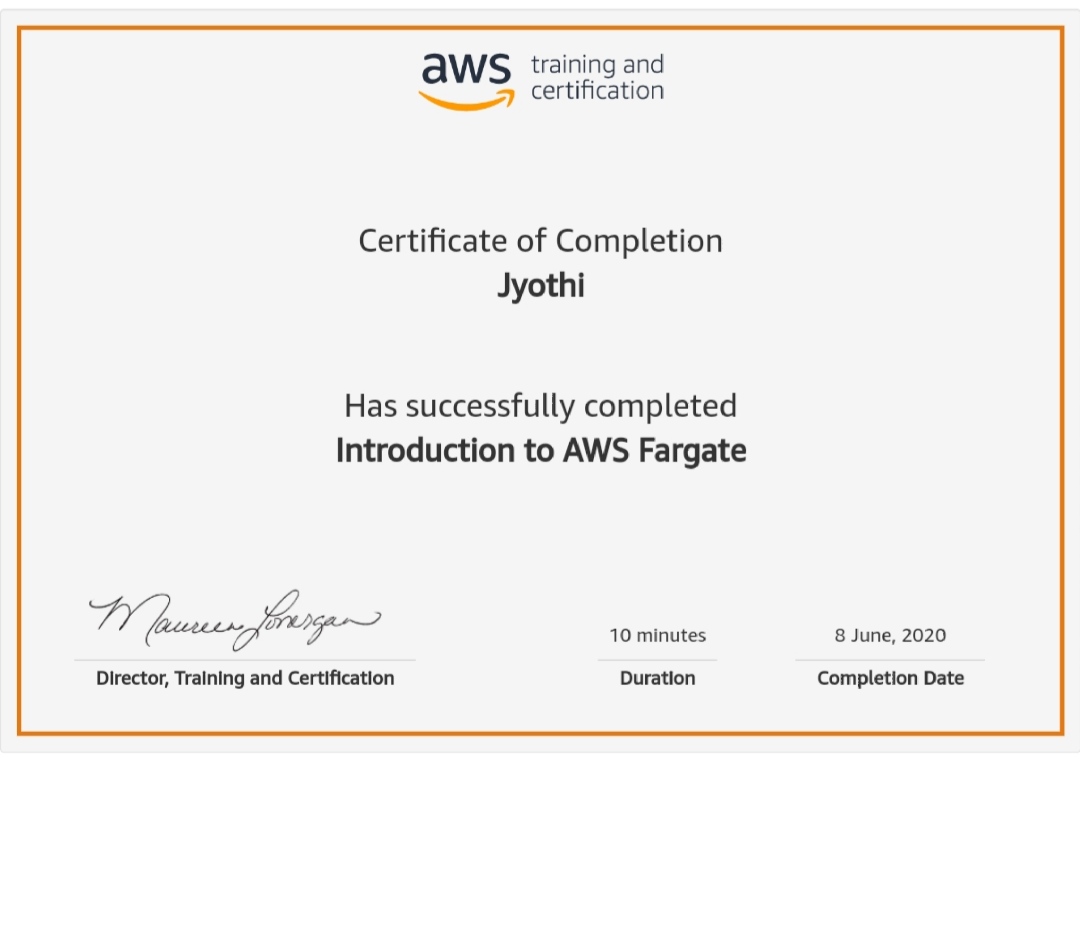 aws training and
certification
Certificate of Completion
Jyothi
Has successfully completed
Introduction to AWS Fargate
Maureen Lonergan
10 minutes
8 June, 2020
Director, Training and Certification
Duration
Completion Date